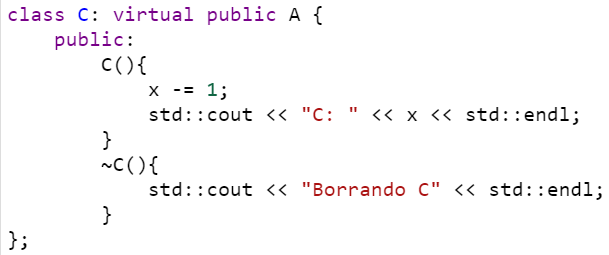 class C: virtual public A {
    public:
        C(){
            x -= 1;
            std::cout << "C: " << x << std::endl;
        }
        ~C(){
            std::cout << "Borrando C" << std::endl;
        }
};